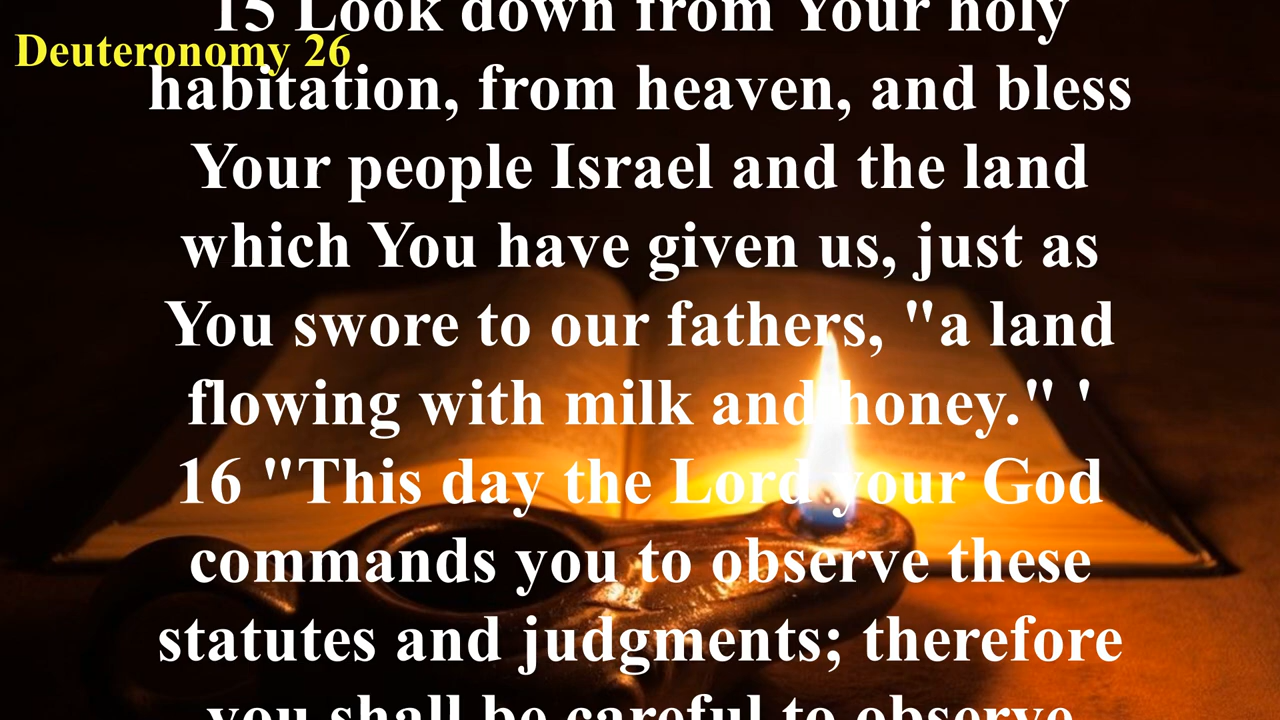 Deuteronomy 26
15 Look down from Your holy
habitation, from heaven, and bless
Your people Israel and the land
which You have given us, just as
You swore to our fathers, "a land
flowing with milk and honey." '
16 "This day the Lord your God
commands you to observe these
statutes and judgments; therefore
you shall be careful to observe